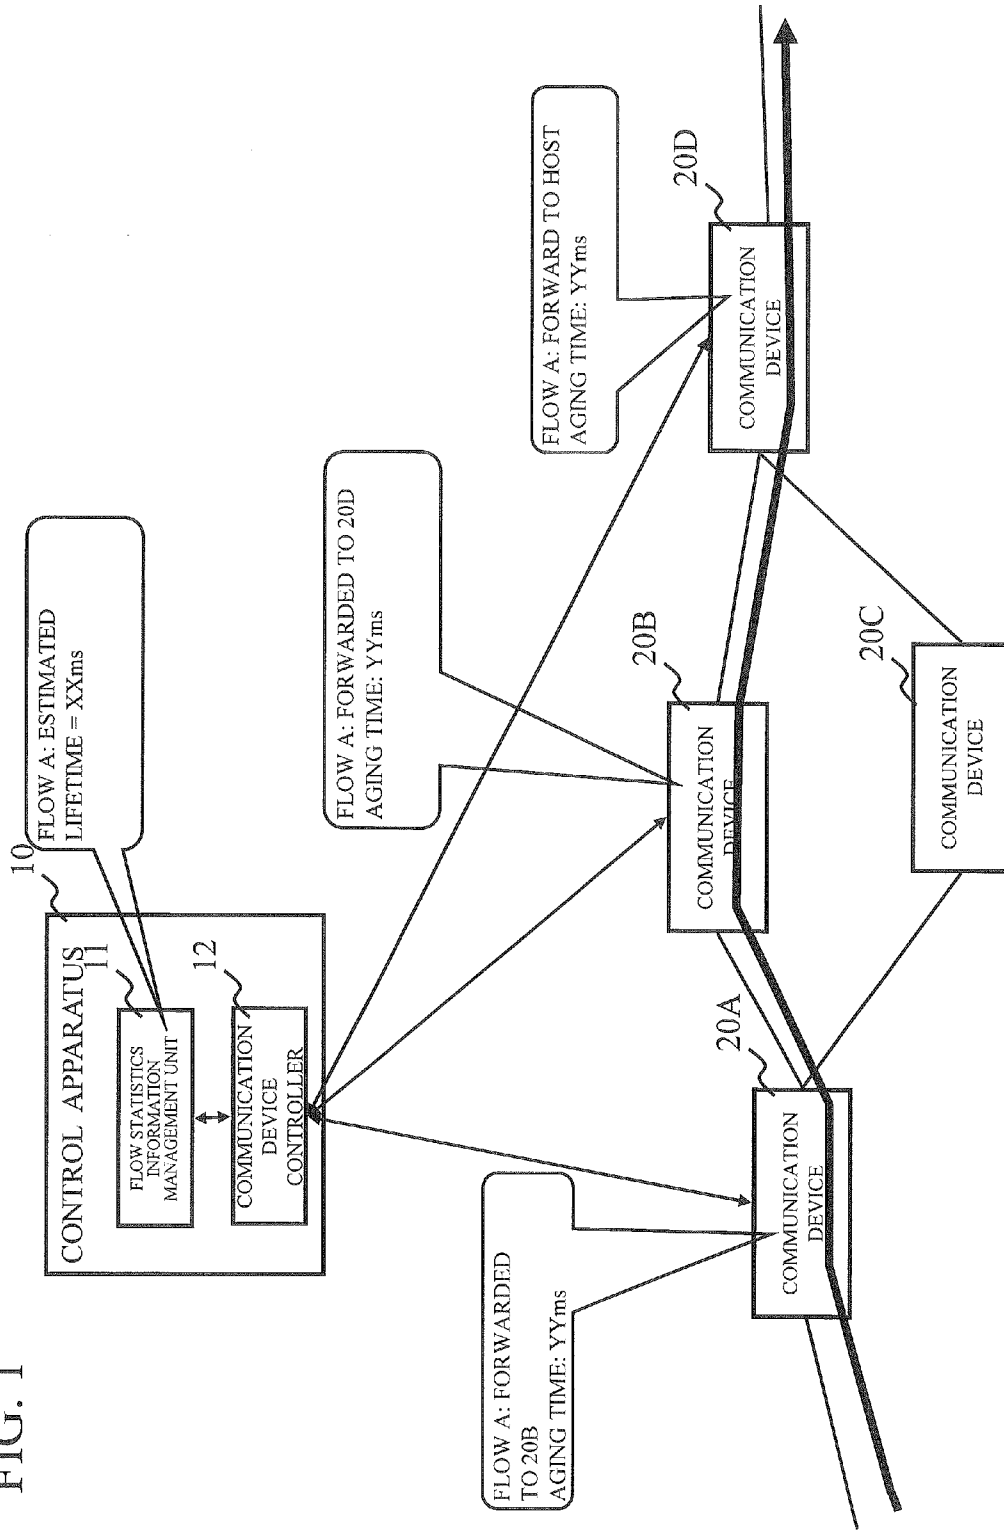 FIG. 1
CONTROL APPARATUS
10
FLOW A: ESTIMATED
LIFETIME = XXms
FLOW STATISTICS
INFORMATION
MANAGEMENT UNIT
11
COMMUNICATION
DEVICE
CONTROLLER
12
FLOW A: FORWARDED
TO 20B
AGING TIME: YYms
FLOW A: FORWARDED TO 20D
AGING TIME: YYms
FLOW A: FORWARD TO HOST
AGING TIME: YYms
COMMUNICATION
DEVICE
20A
COMMUNICATION
DEVICE
20B
COMMUNICATION
DEVICE
20C
COMMUNICATION
DEVICE
20D